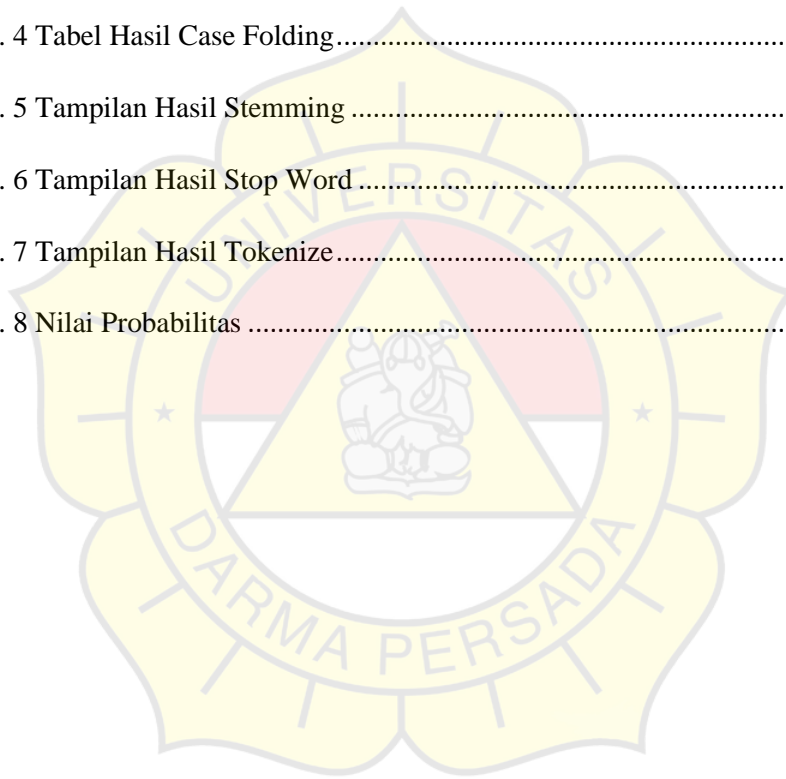 . 4 Tabel Hasil Case Folding............................................................
. 5 Tampilan Hasil Stemming ..........................................................
. 6 Tampilan Hasil Stop Word .........................................................
. 7 Tampilan Hasil Tokenize............................................................
. 8 Nilai Probabilitas ........................................................................
UNIVERSITAS
DARMA PERSADA